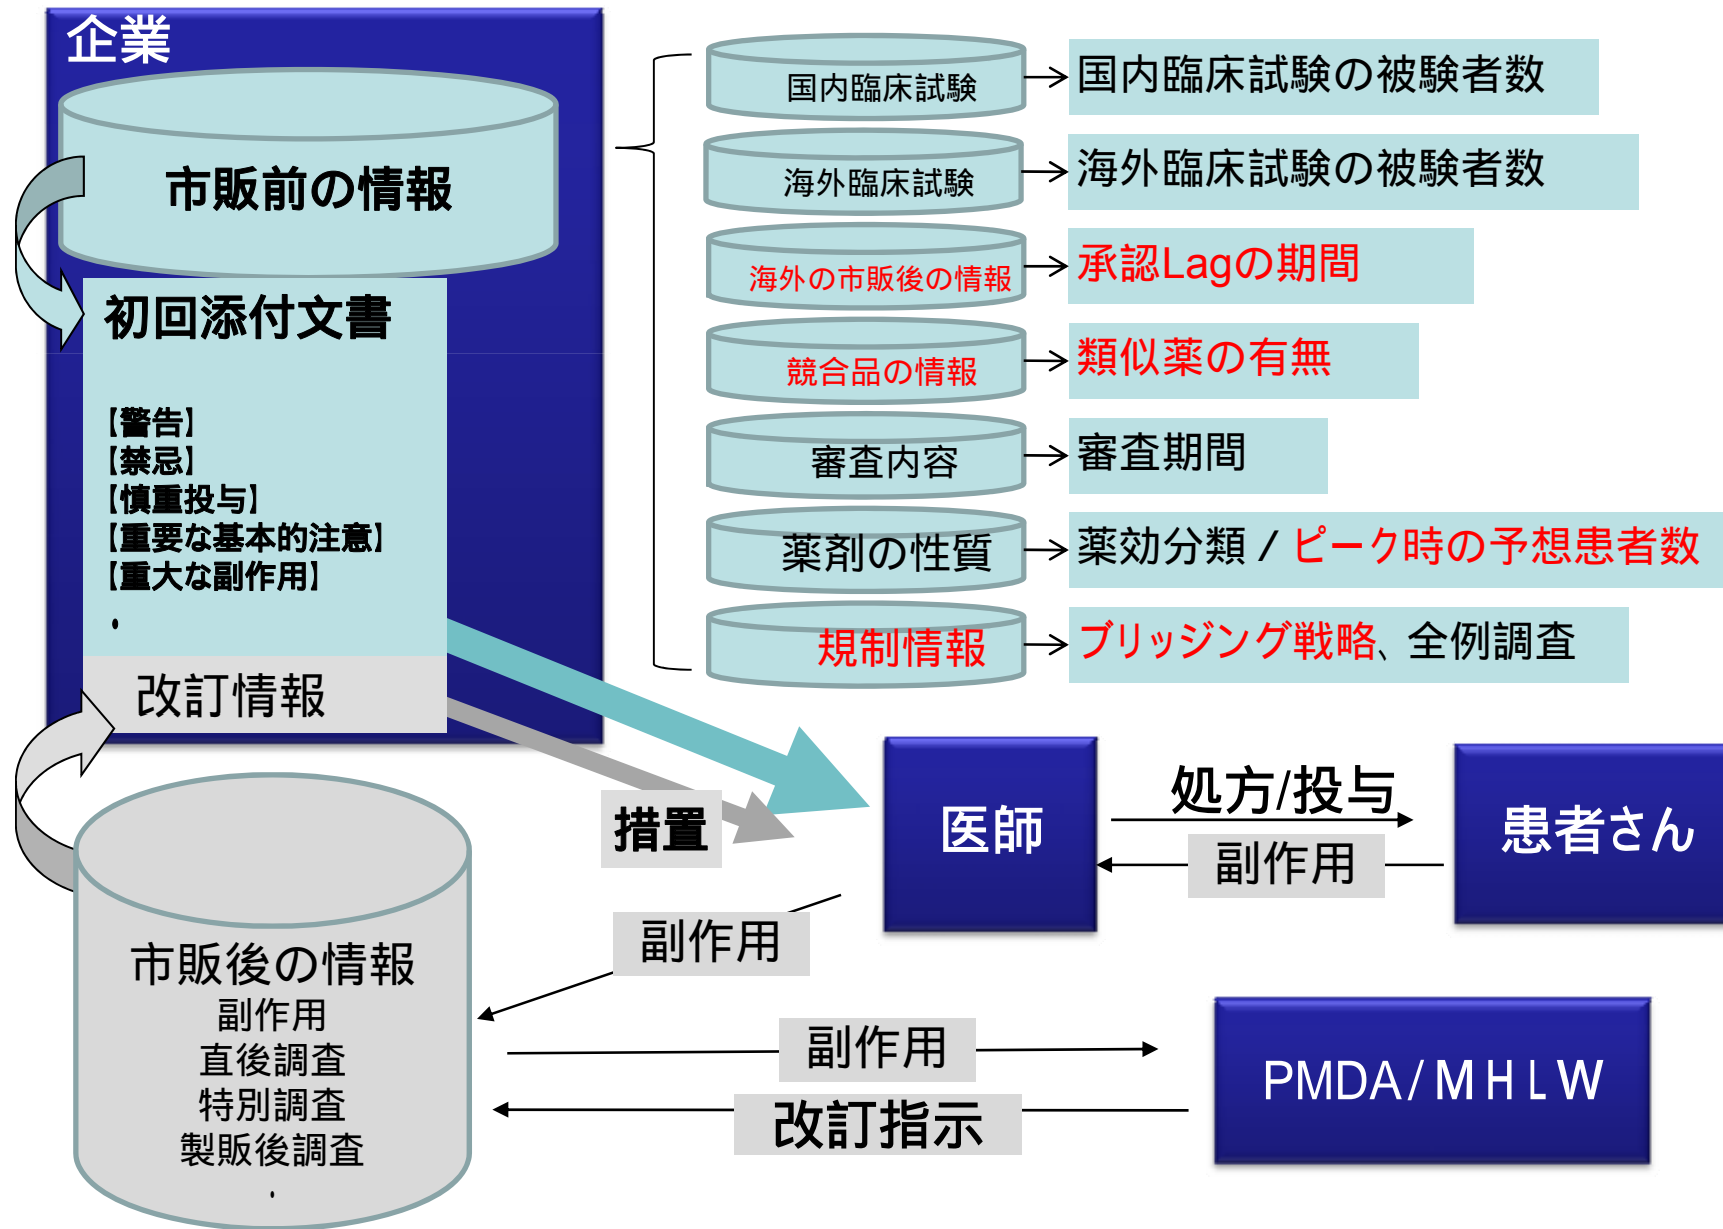 企業
市販前の情報
初回添付文書
【警告】
【禁忌】
【慎重投与】
【重要な基本的注意】
【重大な副作用】
・
改訂情報
国内臨床試験
国内臨床試験の被験者数
海外臨床試験
海外臨床試験の被験者数
海外の市販後の情報
承認Lagの期間
競合品の情報
類似薬の有無
審査内容
審査期間
薬剤の性質
薬効分類/ピーク時の予想患者数
規制情報
ブリッジング戦略、全例調査
措置
医師
処方/投与
副作用
患者さん
副作用
市販後の情報
副作用
直後調査
特別調査
製販後調査
・
副作用
改訂指示
PMDA/MHLW